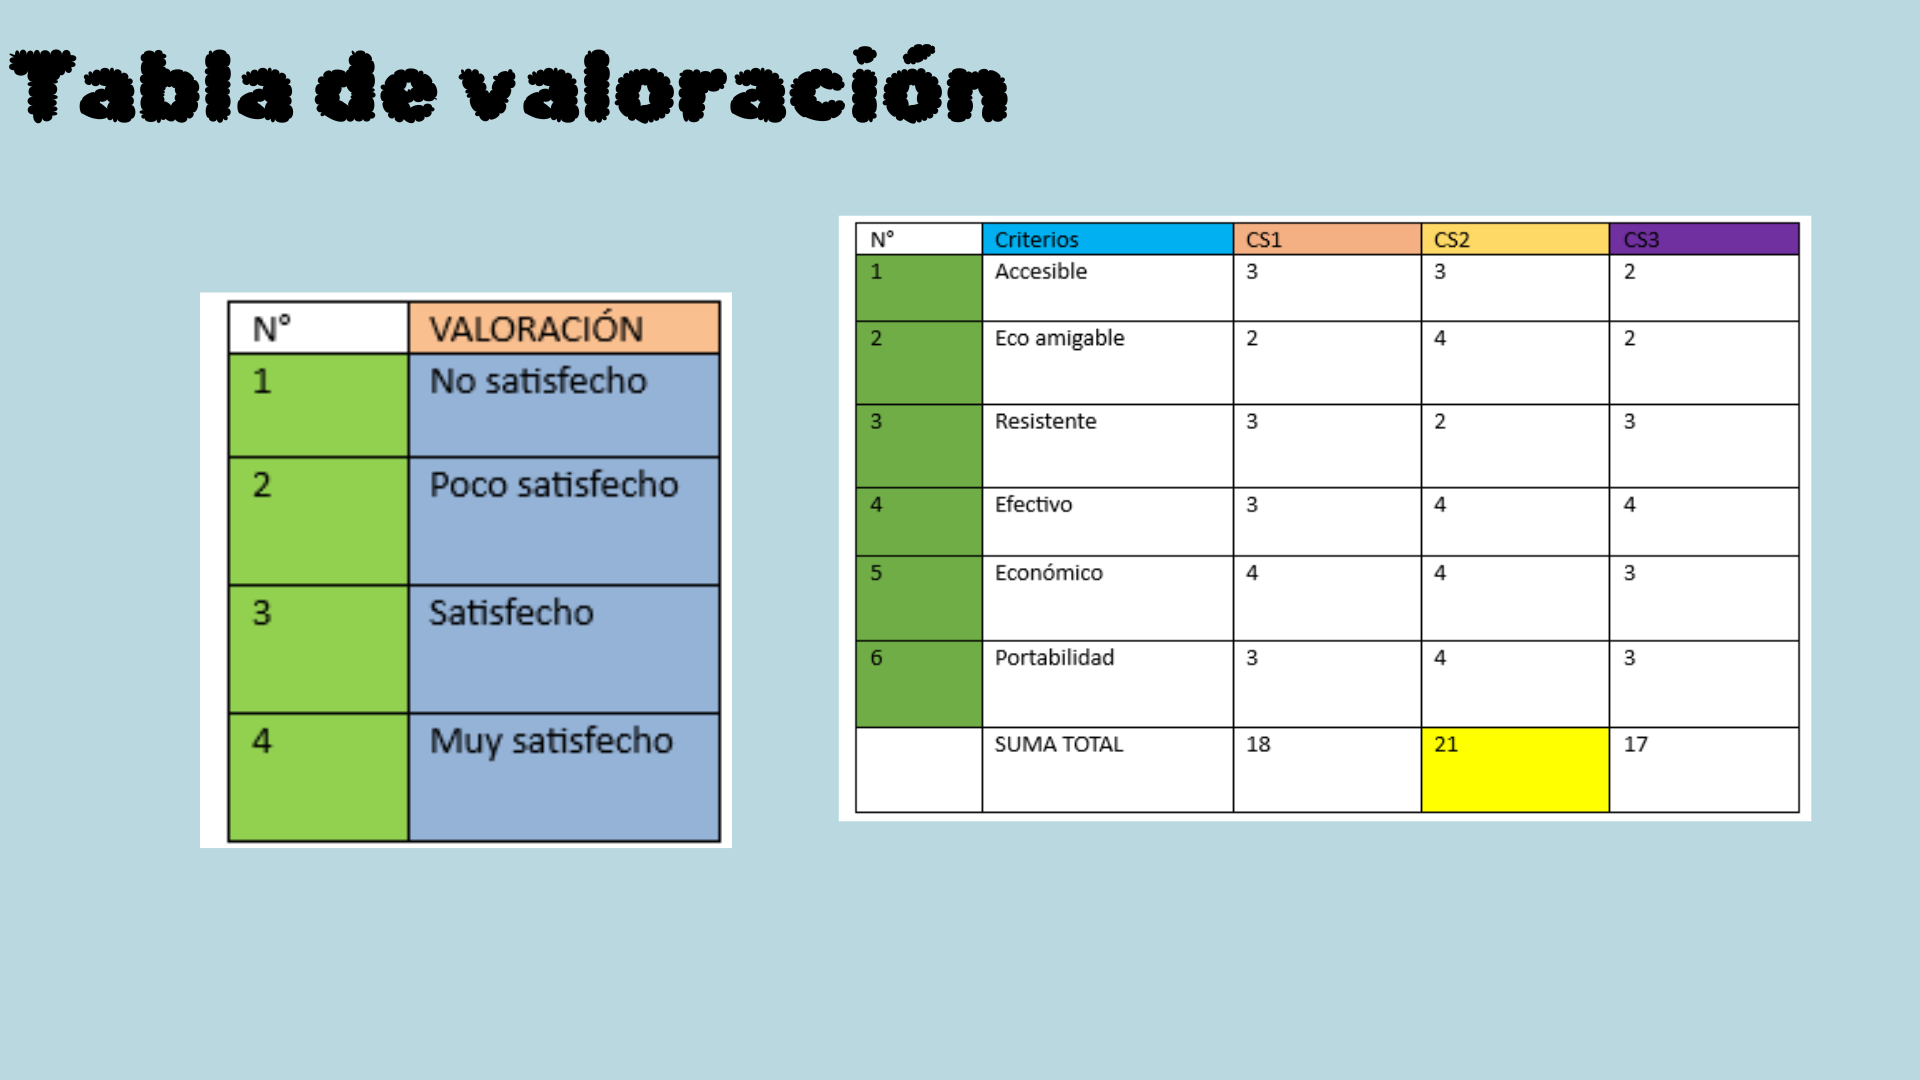 Tabla de valoración
N° VALORACIÓN
1 No satisfecho
2 Poco satisfecho
3 Satisfecho
4 Muy satisfecho
N° Criterios CS1 CS2 CS3
1 Accesible 3 3 2
2 Eco amigable 2 4 2
3 Resistente 3 2 3
4 Efectivo 3 4 4
5 Económico 4 4 3
6 Portabilidad 3 4 3
SUMA TOTAL 18 21 17